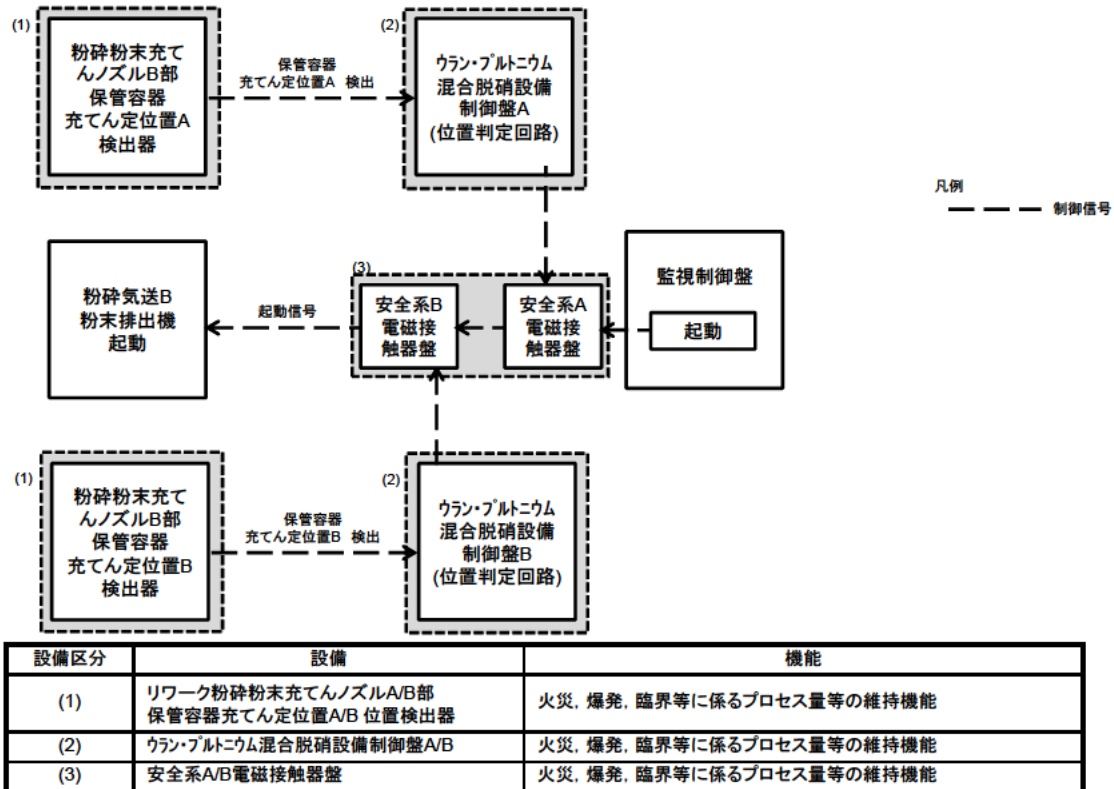 (1)
粉砕粉末充て
んノズルB部
保管容器
充てん定位置A
検出器
保管容器
充てん定位置A 検出
(2)
ウラン・プルトニウム
混合脱硝設備
制御盤A
(位置判定回路)
凡例
制御信号
粉砕気送B
粉末排出機
起動
起動信号
(3)
安全系B
電磁接
触器盤
安全系A
電磁接
触器盤
監視制御盤
起動
(1)
粉砕粉末充て
んノズルB部
保管容器
充てん定位置B
検出器
保管容器
充てん定位置B 検出
(2)
ウラン・プルトニウム
混合脱硝設備
制御盤B
(位置判定回路)
設備区分 設備 機能
(1) リワーク粉砕粉末充てんノズルA/B部
保管容器充てん定位置A/B 位置検出器 火災, 爆発, 臨界等に係るプロセス量等の維持機能
(2) ウラン・プルトニウム混合脱硝設備制御盤A/B 火災, 爆発, 臨界等に係るプロセス量等の維持機能
(3) 安全系A/B電磁接触器盤 火災, 爆発, 臨界等に係るプロセス量等の維持機能